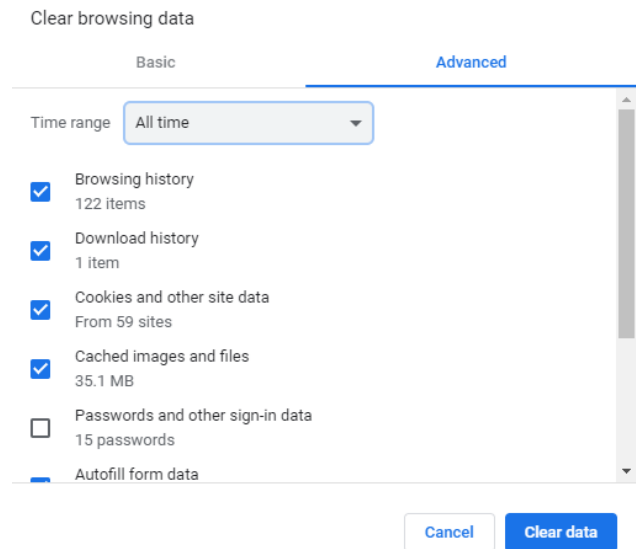 Clear browsing data
Basic
Advanced
Time range
All time
Browsing history
122 items
Download history
1 item
Cookies and other site data
From 59 sites
Cached images and files
35.1 MB
Passwords and other sign-in data
15 passwords
Autofill form data
Cancel
Clear data